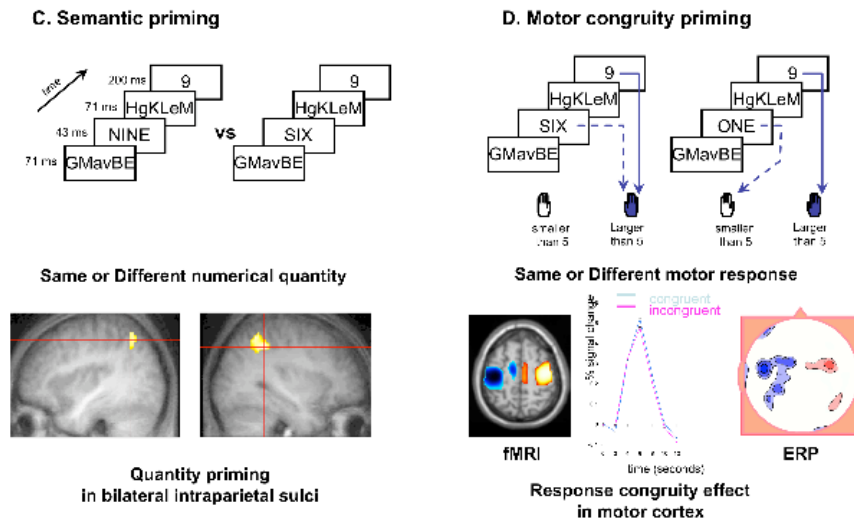 C. Semantic priming
time
200 ms
9
9
71 ms
HgKLeM
HgKLeM
43 ms
NINE
vs
SIX
71 ms
GMavBE
GMavBE
Same or Different numerical quantity
Quantity priming
in bilateral intraparietal sulci
D. Motor congruity priming
9
9
HgKLeM
HgKLeM
SIX
ONE
GMavBE
GMavBE
smaller
than 5
Larger
than 5
smaller
than 5
Larger
than 5
Same or Different motor response
congruent
incongruent
% signal change
time (seconds)
fMRI
ERP
Response congruity effect
in motor cortex